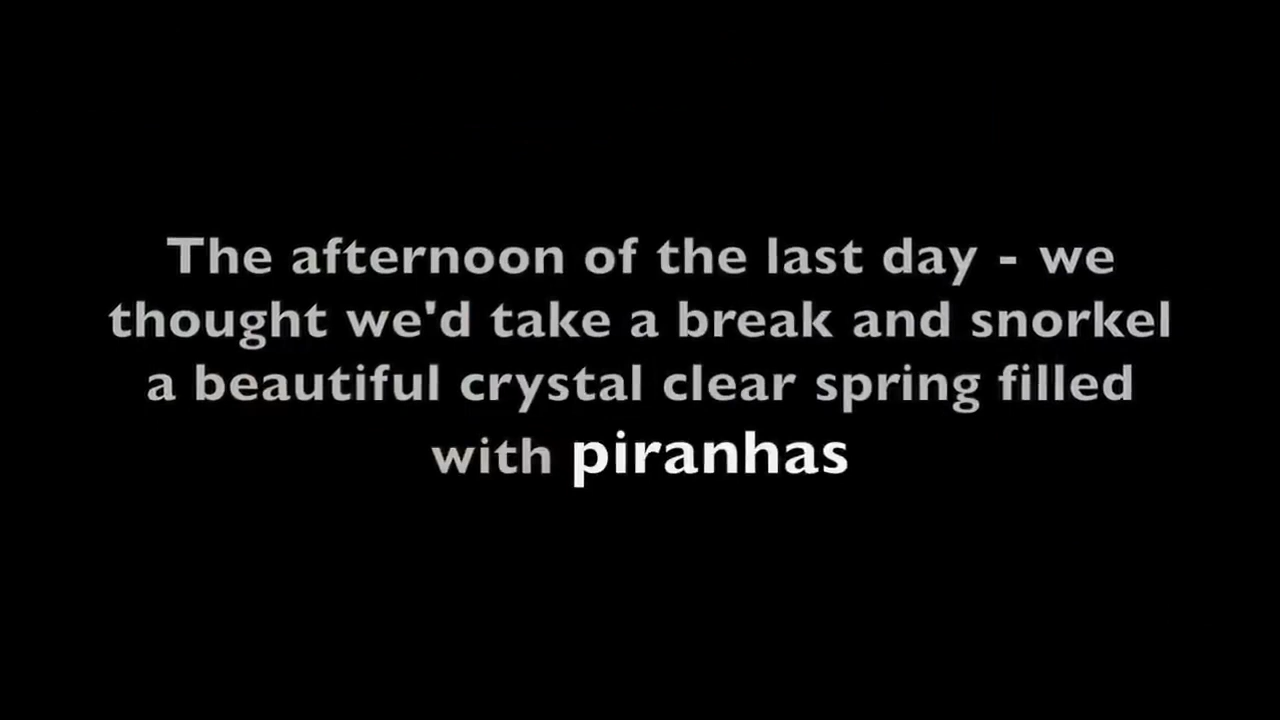 The afternoon of the last day - we
thought we'd take a break and snorkel
a beautiful crystal clear spring filled
with piranhas